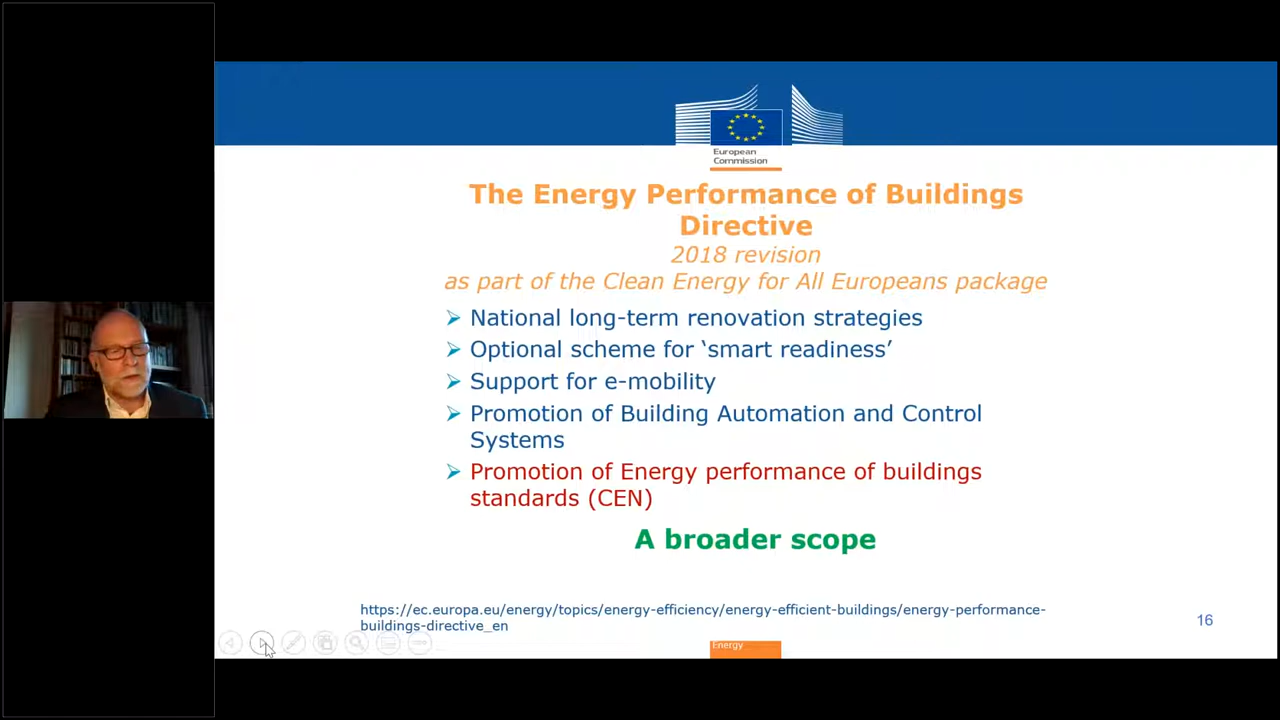 European
Commission
The Energy Performance of Buildings
Directive
2018 revision
as part of the Clean Energy for All Europeans package
National long-term renovation strategies
Optional scheme for ‘smart readiness’
Support for e-mobility
Promotion of Building Automation and Control
Systems
Promotion of Energy performance of buildings
standards (CEN)
A broader scope
https://ec.europa.eu/energy/topics/energy-efficiency/energy-efficient-buildings/energy-performance-
buildings-directive_en
16
Energy